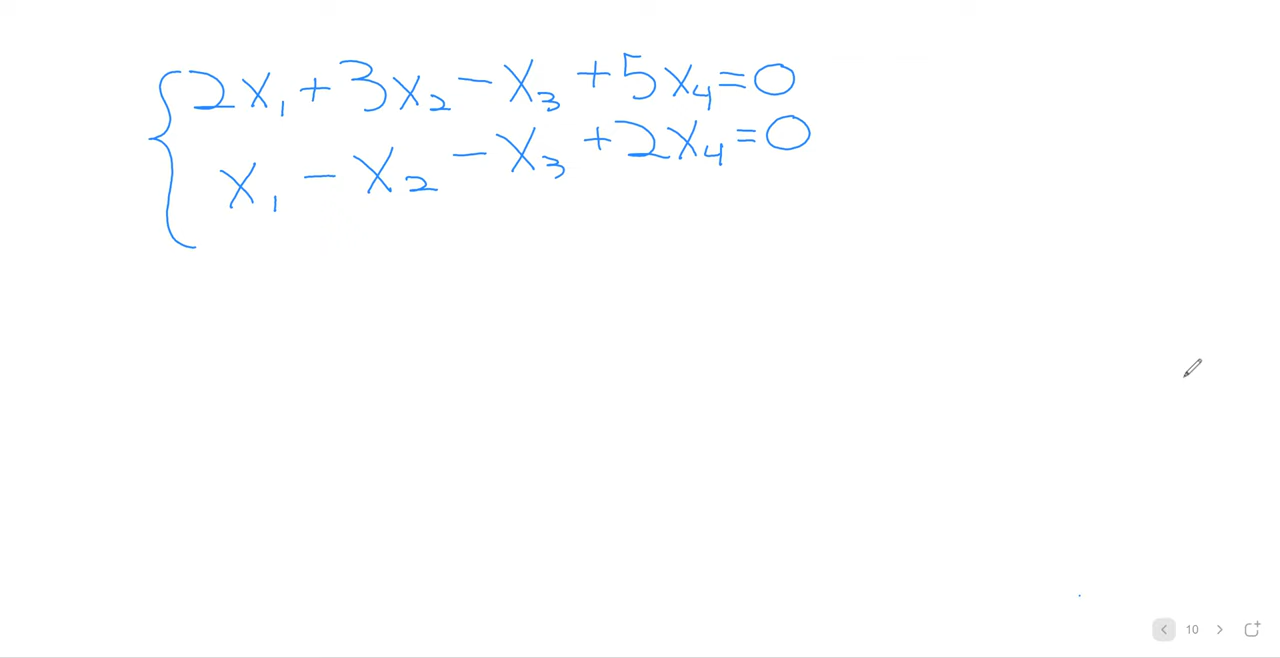 2x₁ + 3x₂ - x₃ + 5x₄ = 0
x₁ - x₂ - x₃ + 2x₄ = 0
10